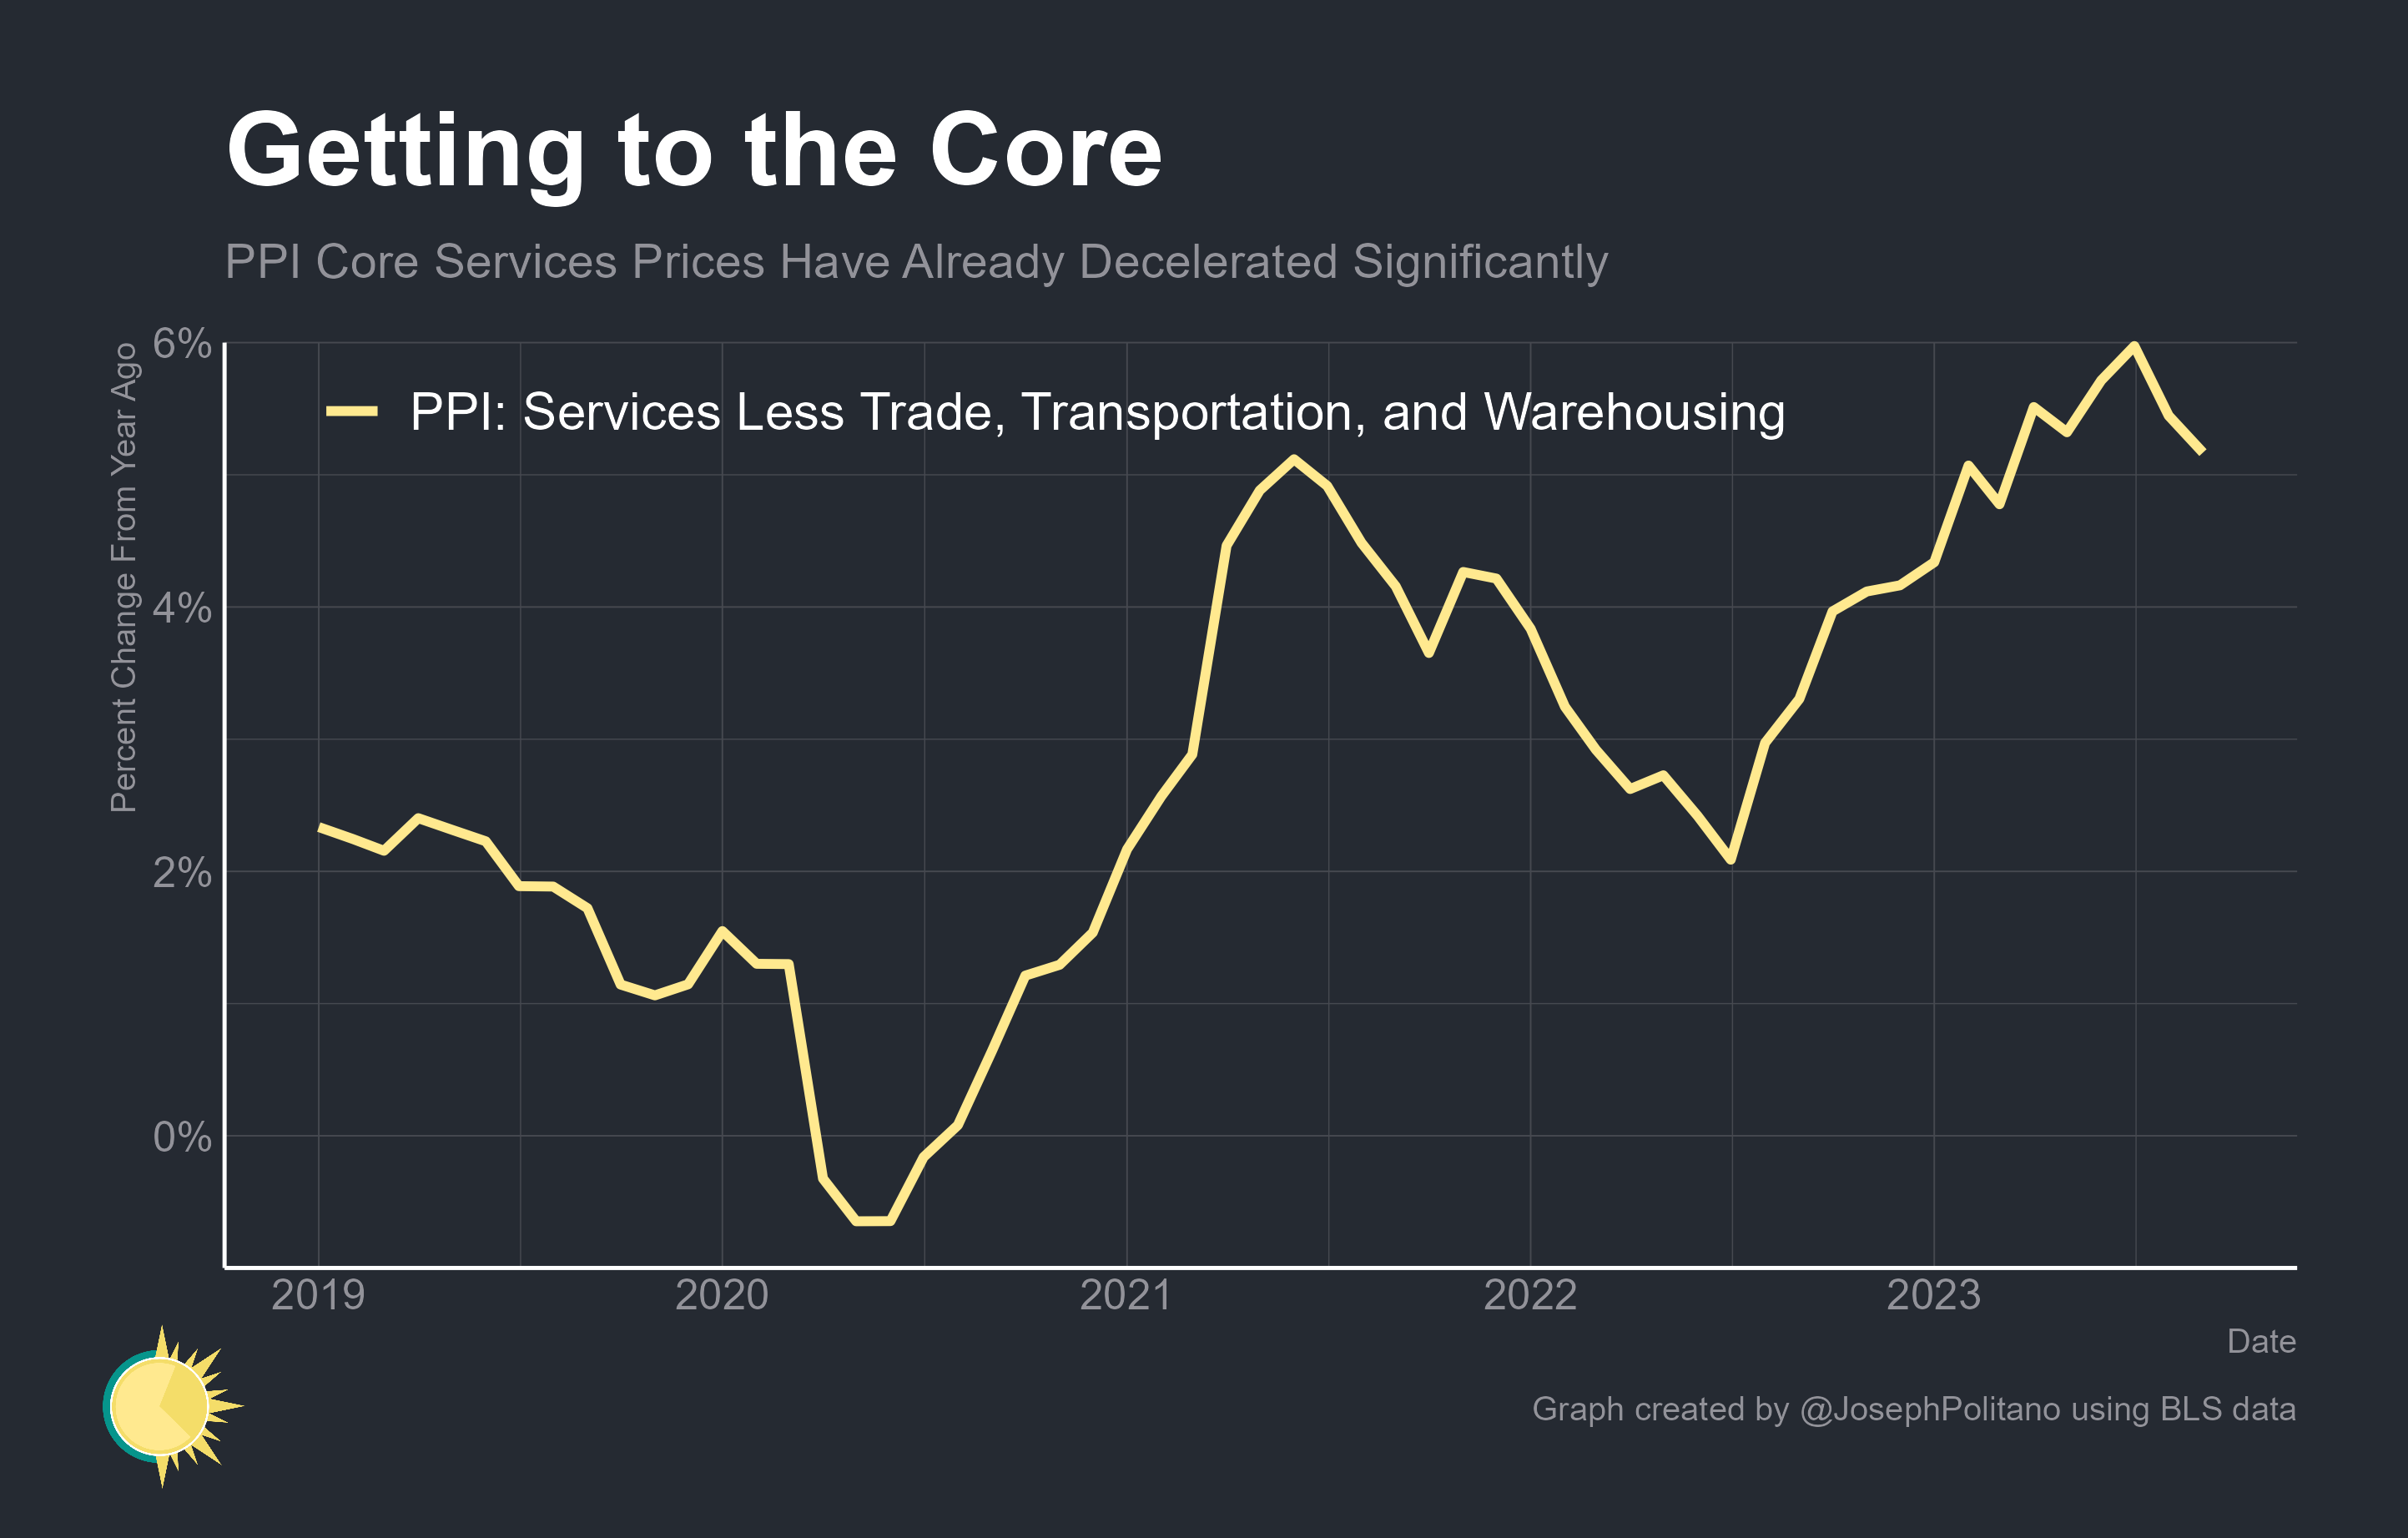 Getting to the Core
PPI Core Services Prices Have Already Decelerated Significantly
Percent Change From Year Ago
6%
4%
2%
0%
PPI: Services Less Trade, Transportation, and Warehousing
2019
2020
2021
2022
2023
Date
Graph created by @JosephPolitano using BLS data